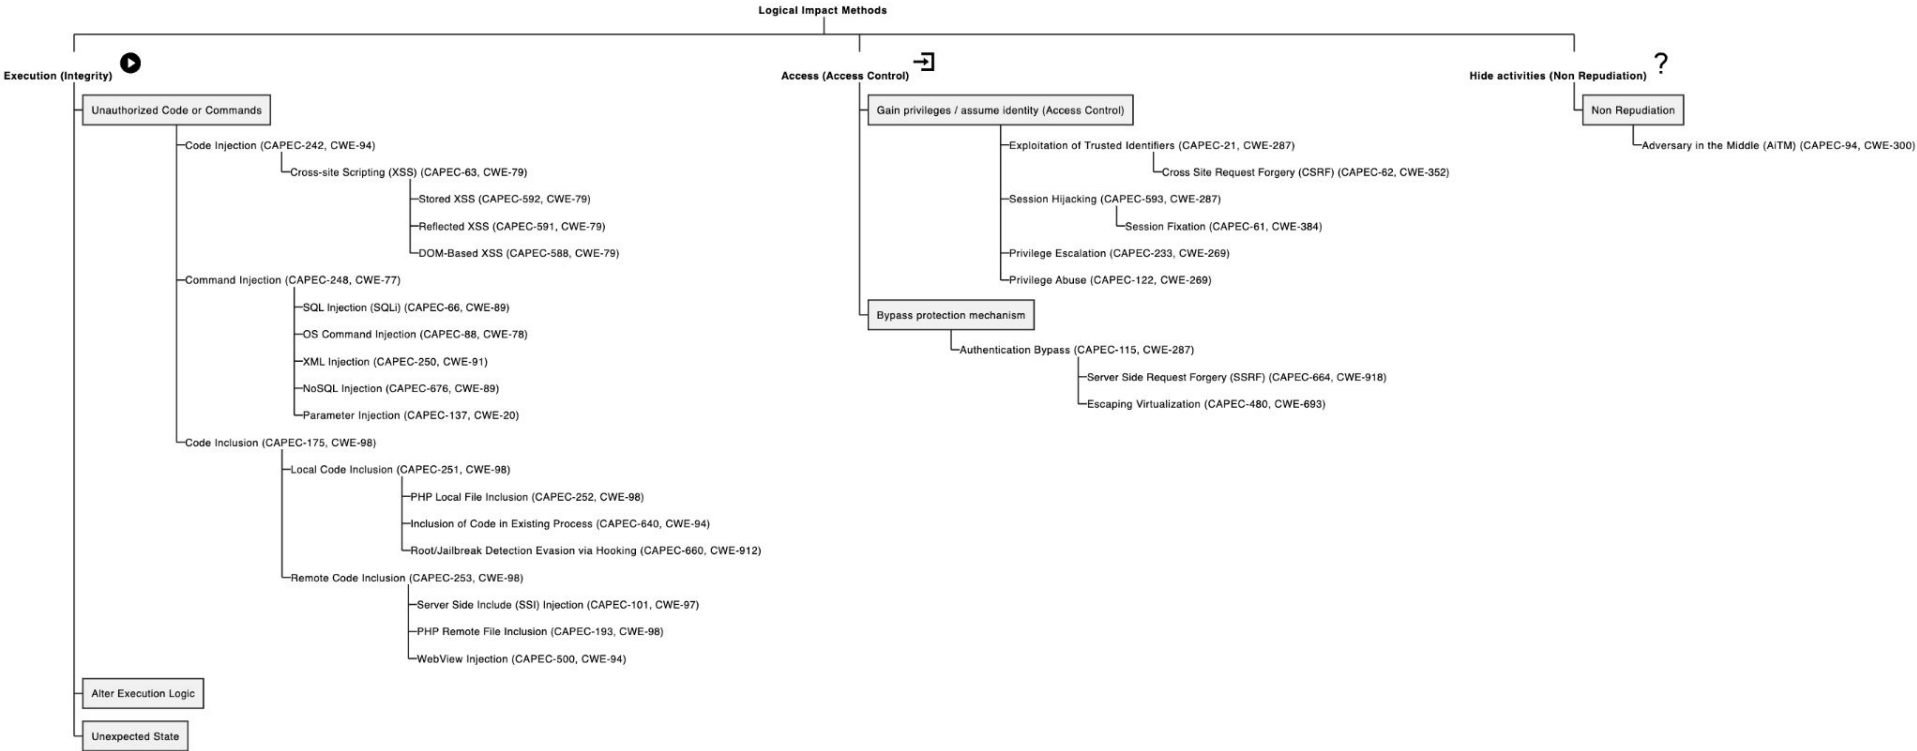 Logical Impact Methods
Execution (Integrity)
Unauthorized Code or Commands
Code Injection (CAPEC-242, CWE-94)
Cross-site Scripting (XSS) (CAPEC-63, CWE-79)
Stored XSS (CAPEC-592, CWE-79)
Reflected XSS (CAPEC-591, CWE-79)
DOM-Based XSS (CAPEC-588, CWE-79)
Command Injection (CAPEC-248, CWE-77)
SQL Injection (SQLi) (CAPEC-66, CWE-89)
OS Command Injection (CAPEC-88, CWE-78)
XML Injection (CAPEC-250, CWE-91)
NoSQL Injection (CAPEC-676, CWE-89)
Parameter Injection (CAPEC-137, CWE-20)
Code Inclusion (CAPEC-175, CWE-98)
Local Code Inclusion (CAPEC-251, CWE-98)
PHP Local File Inclusion (CAPEC-252, CWE-98)
Inclusion of Code in Existing Process (CAPEC-640, CWE-94)
Root/Jailbreak Detection Evasion via Hooking (CAPEC-660, CWE-912)
Remote Code Inclusion (CAPEC-253, CWE-98)
Server Side Include (SSI) Injection (CAPEC-101, CWE-97)
PHP Remote File Inclusion (CAPEC-193, CWE-98)
WebView Injection (CAPEC-500, CWE-94)
Alter Execution Logic
Unexpected State
Access (Access Control)
Gain privileges / assume identity (Access Control)
Exploitation of Trusted Identifiers (CAPEC-21, CWE-287)
Cross Site Request Forgery (CSRF) (CAPEC-62, CWE-352)
Session Hijacking (CAPEC-593, CWE-287)
Session Fixation (CAPEC-61, CWE-384)
Privilege Escalation (CAPEC-233, CWE-269)
Privilege Abuse (CAPEC-122, CWE-269)
Bypass protection mechanism
Authentication Bypass (CAPEC-115, CWE-287)
Server Side Request Forgery (SSRF) (CAPEC-664, CWE-918)
Escaping Virtualization (CAPEC-480, CWE-693)
?
Hide activities (Non Repudiation)
Non Repudiation
Adversary in the Middle (AiTM) (CAPEC-94, CWE-300)